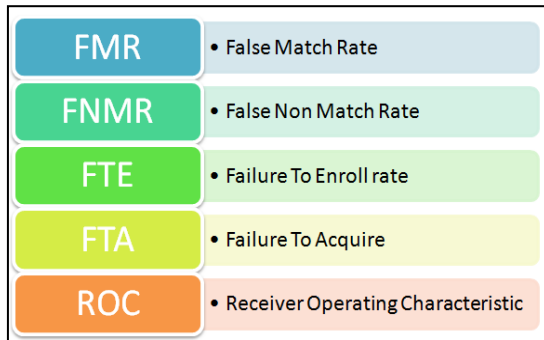 FMR • False Match Rate
FNMR • False Non Match Rate
FTE • Failure To Enroll rate
FTA • Failure To Acquire
ROC • Receiver Operating Characteristic